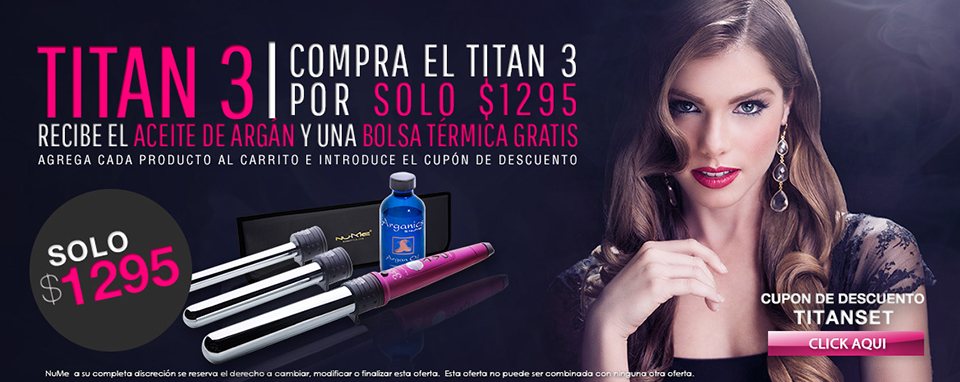 TITAN 3
COMPRA EL TITAN 3
POR SOLO $1295
RECIBE EL ACEITE DE ARGÁN Y UNA BOLSA TÉRMICA GRATIS
AGREGA CADA PRODUCTO AL CARRITO E INTRODUCE EL CUPÓN DE DESCUENTO
SOLO
$1295
NuMe
Arganics
Argan Oil
CUPON DE DESCUENTO
TITANSET
CLICK AQUI
NuMe a su completa discreción se reserva el derecho a cambiar, modificar o finalizar esta oferta. Esta oferta no puede ser combinada con ninguna otra oferta.